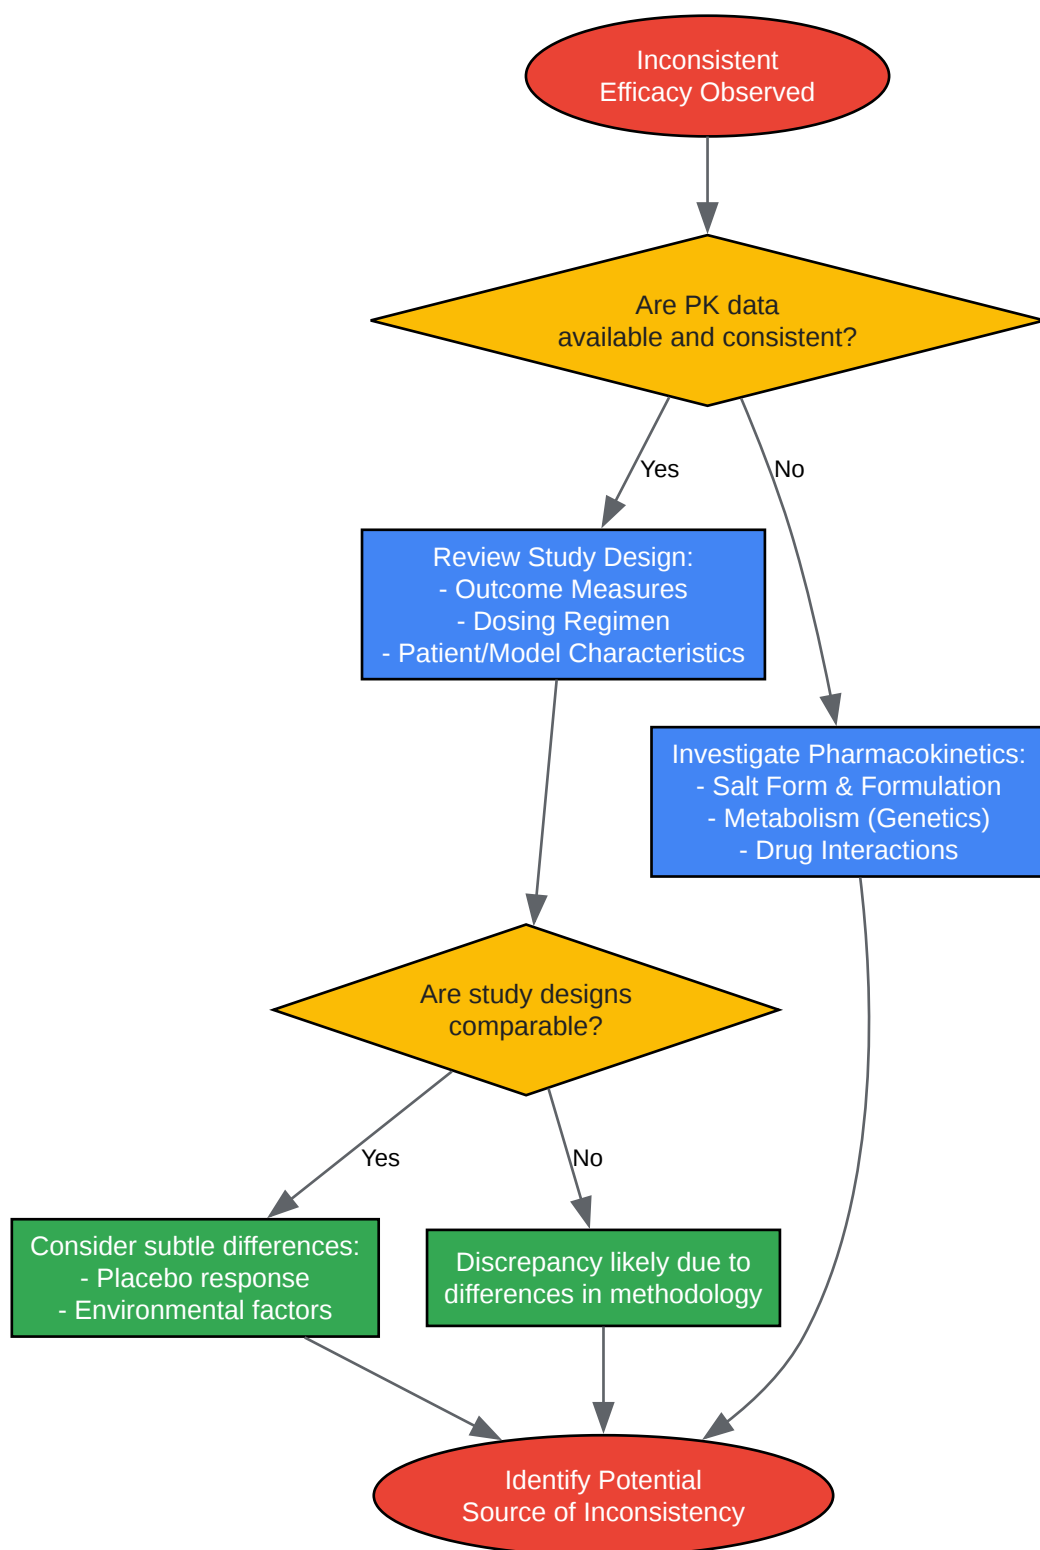 Inconsistent
Efficacy Observed
Are PK data
available and consistent?
Yes
No
Review Study Design:
- Outcome Measures
- Dosing Regimen
- Patient/Model Characteristics
Investigate Pharmacokinetics:
- Salt Form & Formulation
- Metabolism (Genetics)
- Drug Interactions
Are study designs
comparable?
Yes
No
Consider subtle differences:
- Placebo response
- Environmental factors
Discrepancy likely due to
differences in methodology
Identify Potential
Source of Inconsistency